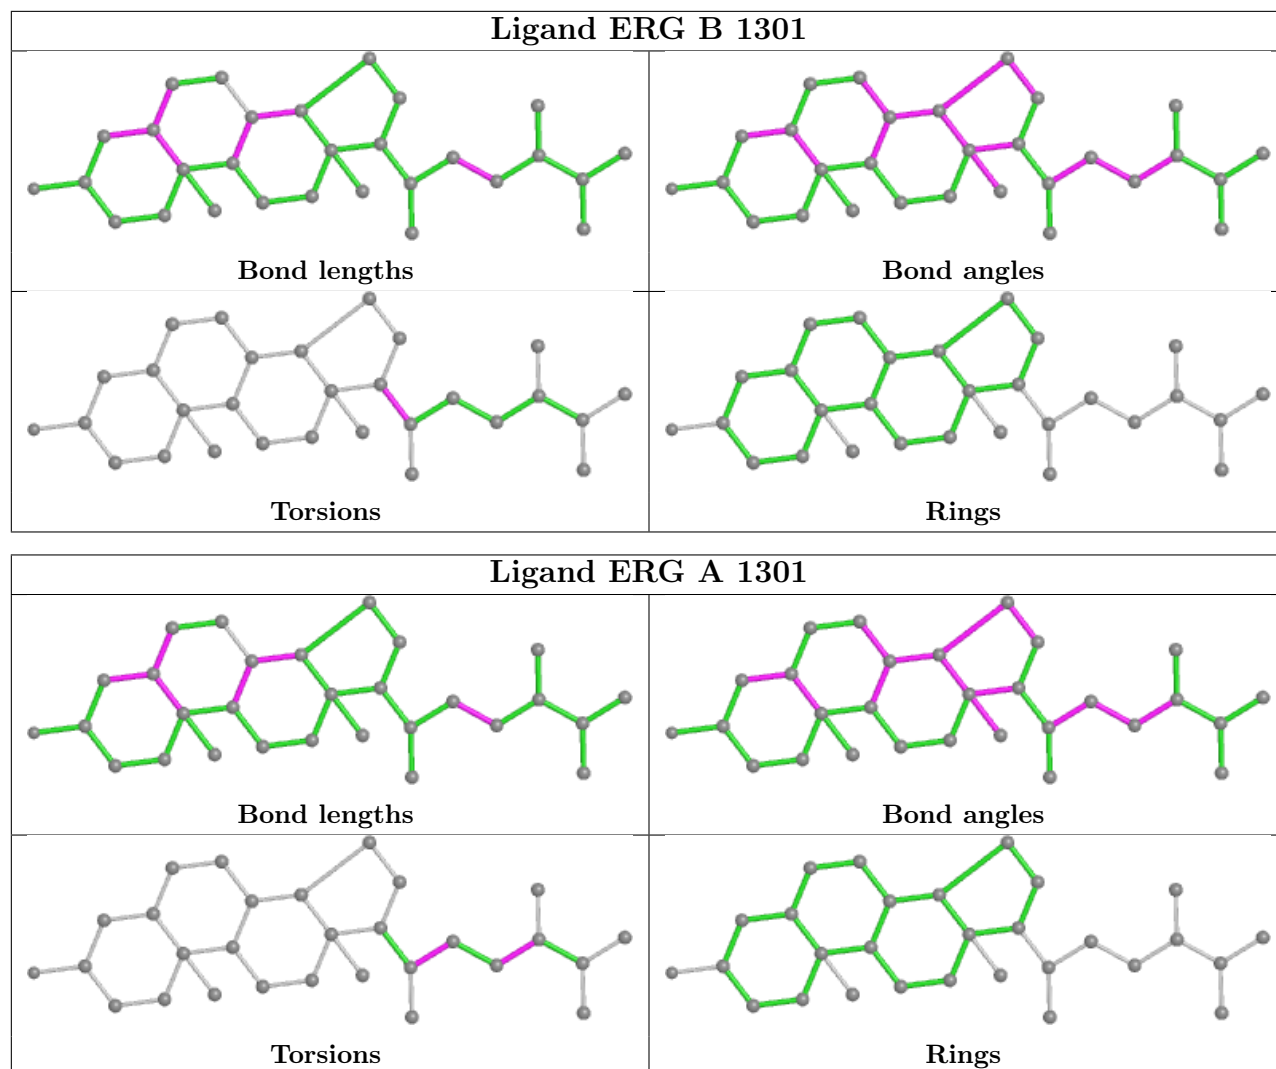 Ligand ERG B 1301
Bond lengths
Bond angles
Torsions
Rings
Ligand ERG A 1301
Bond lengths
Bond angles
Torsions
Rings